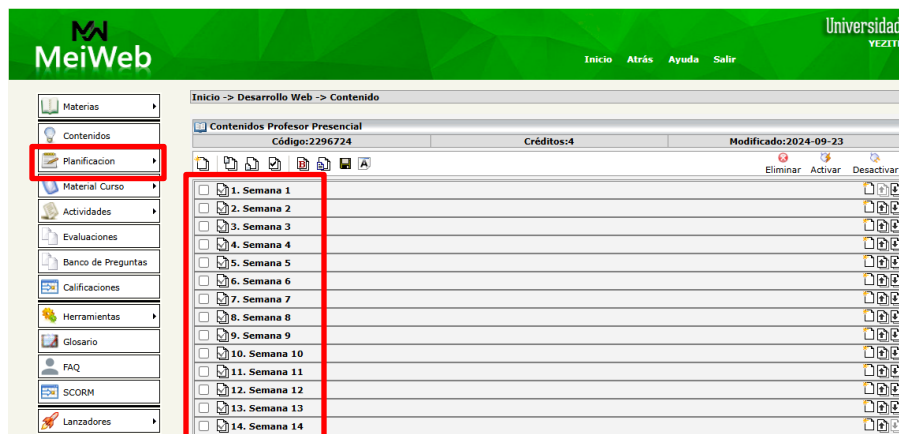 Universidad
YEZIT
MeiWeb
Inicio Atrás Ayuda Salir
Materias
Contenidos
Planificacion
Material Curso
Actividades
Evaluaciones
Banco de Preguntas
Calificaciones
Herramientas
Glosario
FAQ
SCORM
Lanzadores
Inicio -> Desarrollo Web -> Contenido
Contenidos Profesor Presencial
Código:2296724 Créditos:4 Modificado:2024-09-23
Eliminar Activar Desactivar
1. Semana 1
2. Semana 2
3. Semana 3
4. Semana 4
5. Semana 5
6. Semana 6
7. Semana 7
8. Semana 8
9. Semana 9
10. Semana 10
11. Semana 11
12. Semana 12
13. Semana 13
14. Semana 14